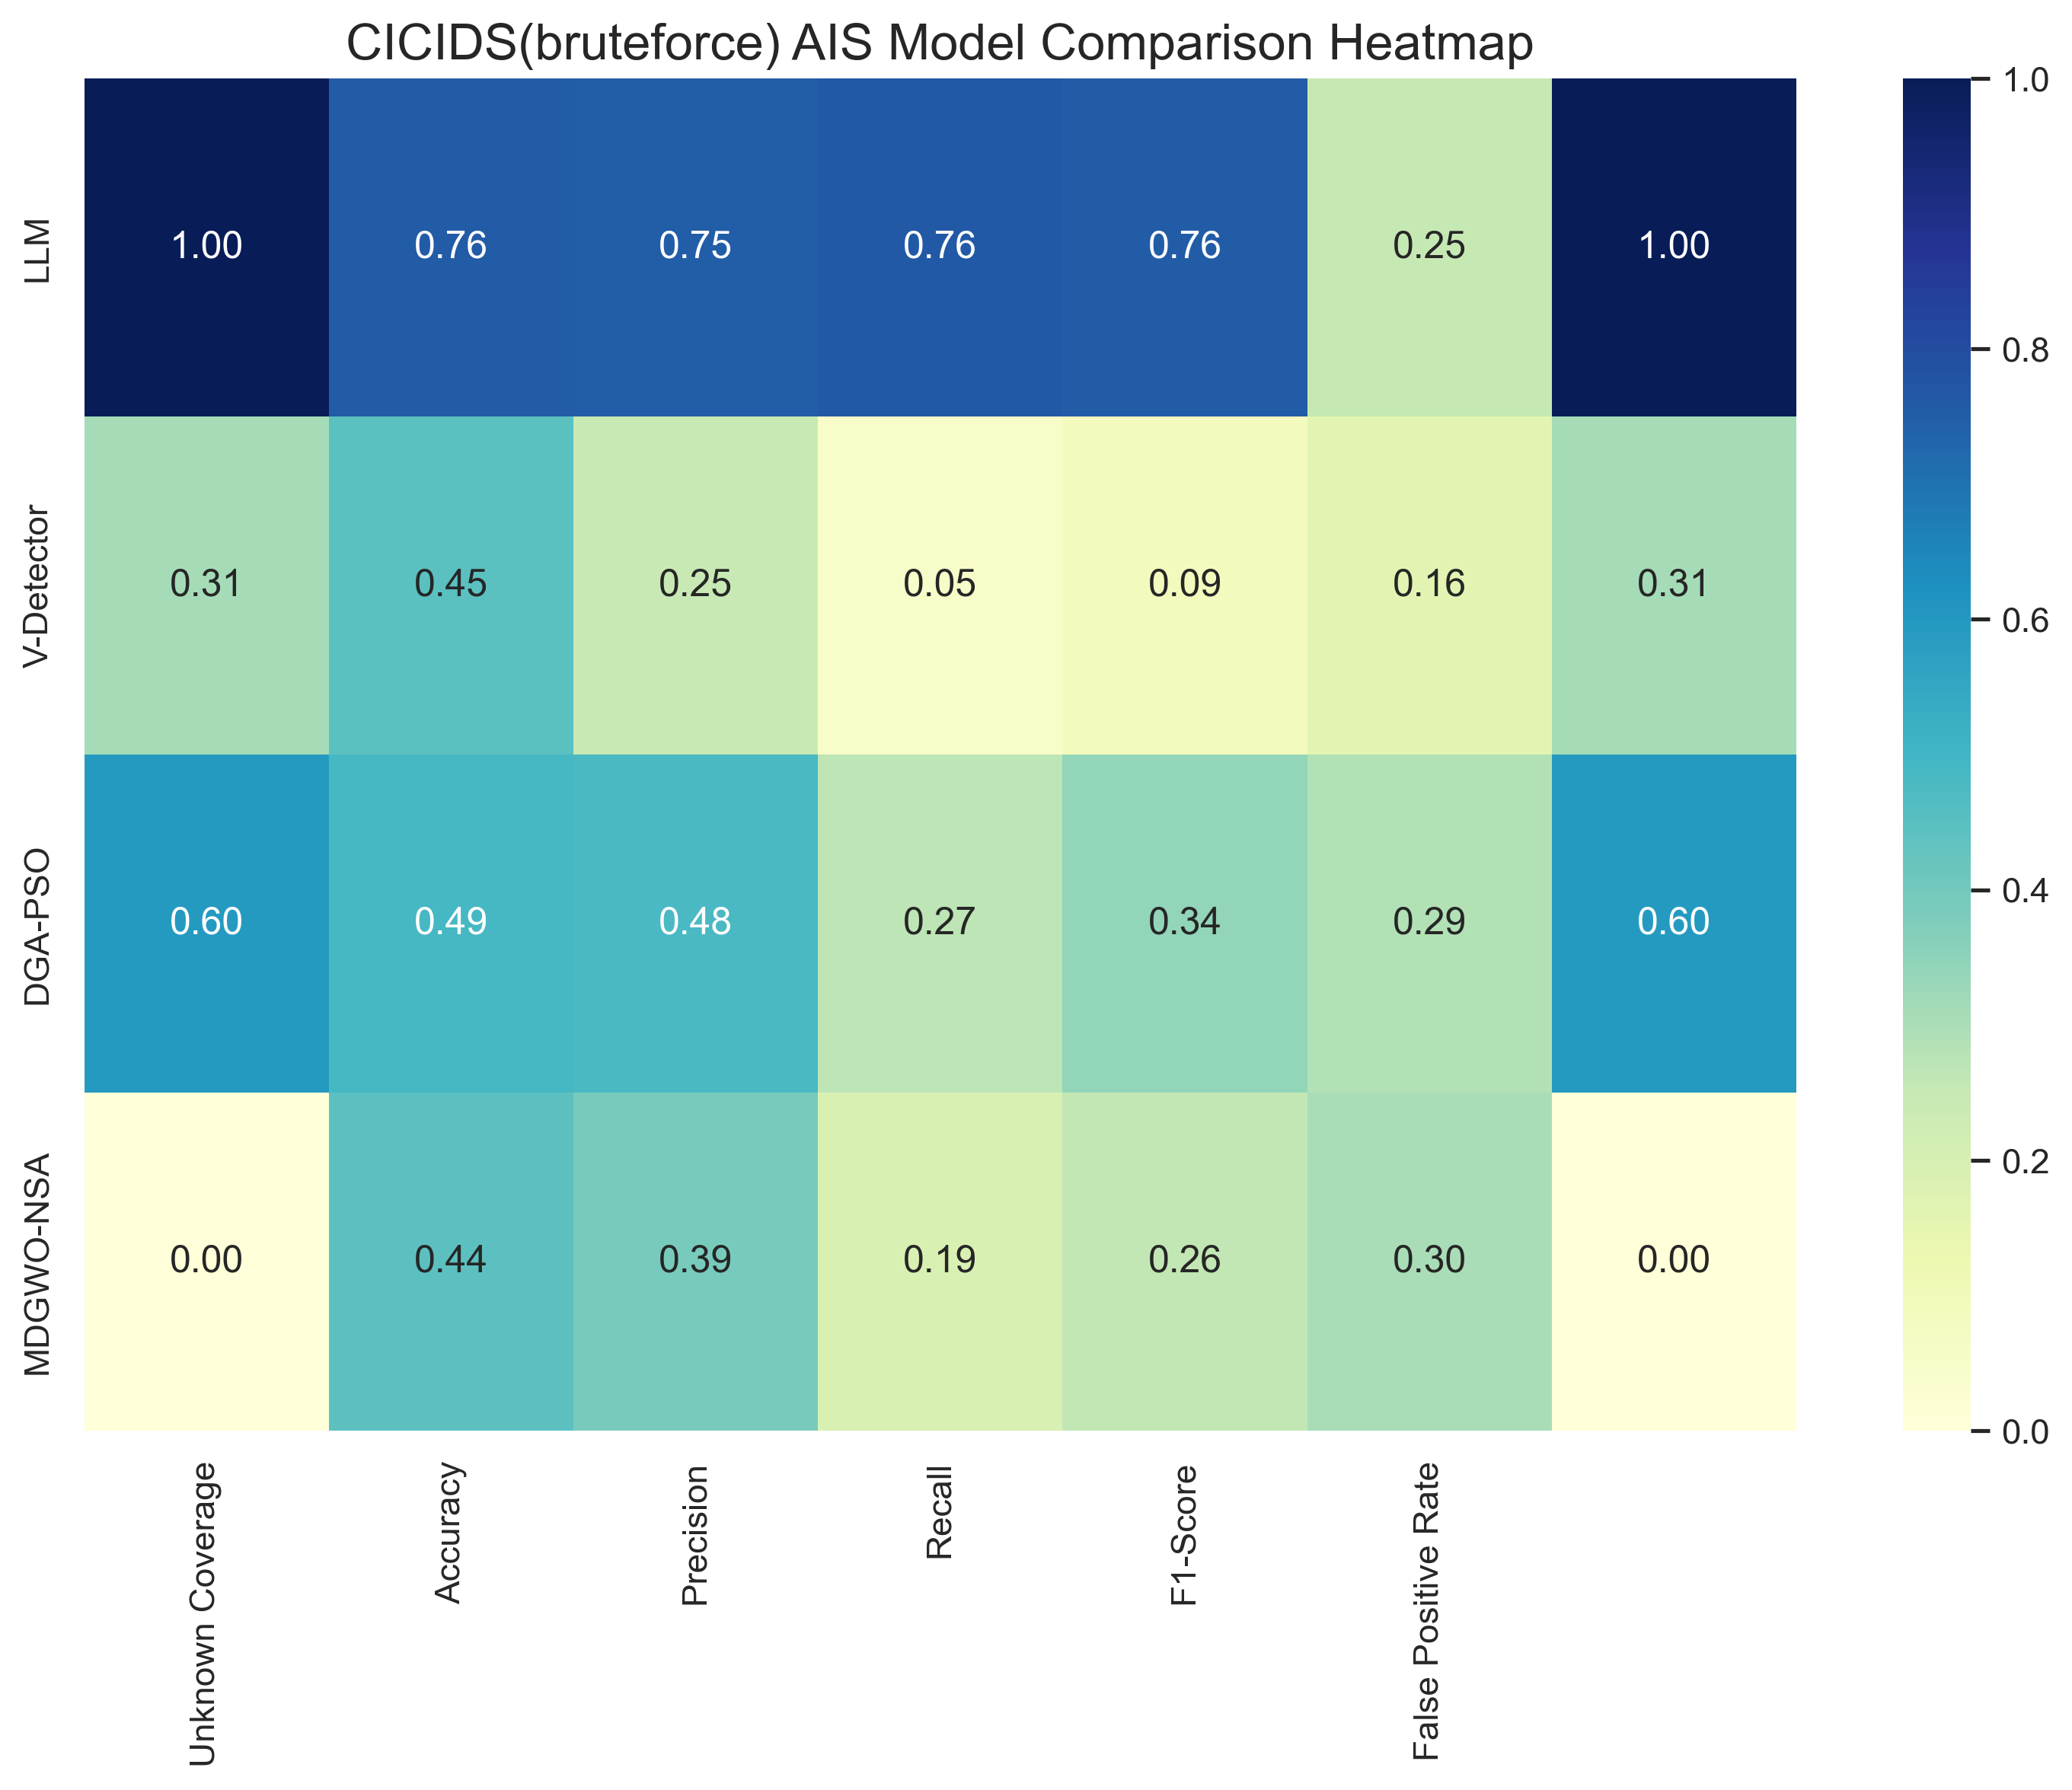 CICIDS(bruteforce) AIS Model Comparison Heatmap
LLM 1.00 0.76 0.75 0.76 0.76 0.25 1.00
V-Detector 0.31 0.45 0.25 0.05 0.09 0.16 0.31
DGA-PSO 0.60 0.49 0.48 0.27 0.34 0.29 0.60
MDGWO-NSA 0.00 0.44 0.39 0.19 0.26 0.30 0.00
Unknown Coverage
Accuracy
Precision
Recall
F1-Score
False Positive Rate
1.0
0.8
0.6
0.4
0.2
0.0